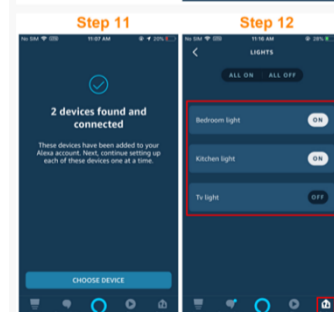 Step 11
Step 12
No SIM
11:07 AM
29%
No SIM
11:16 AM
28%
LIGHTS
ALL ON
ALL OFF
2 devices found and
connected
These devices have been added to your
Alexa account. Next, continue setting up
each of these devices one at a time.
Bedroom light
ON
Kitchen light
ON
Tv light
OFF
CHOOSE DEVICE